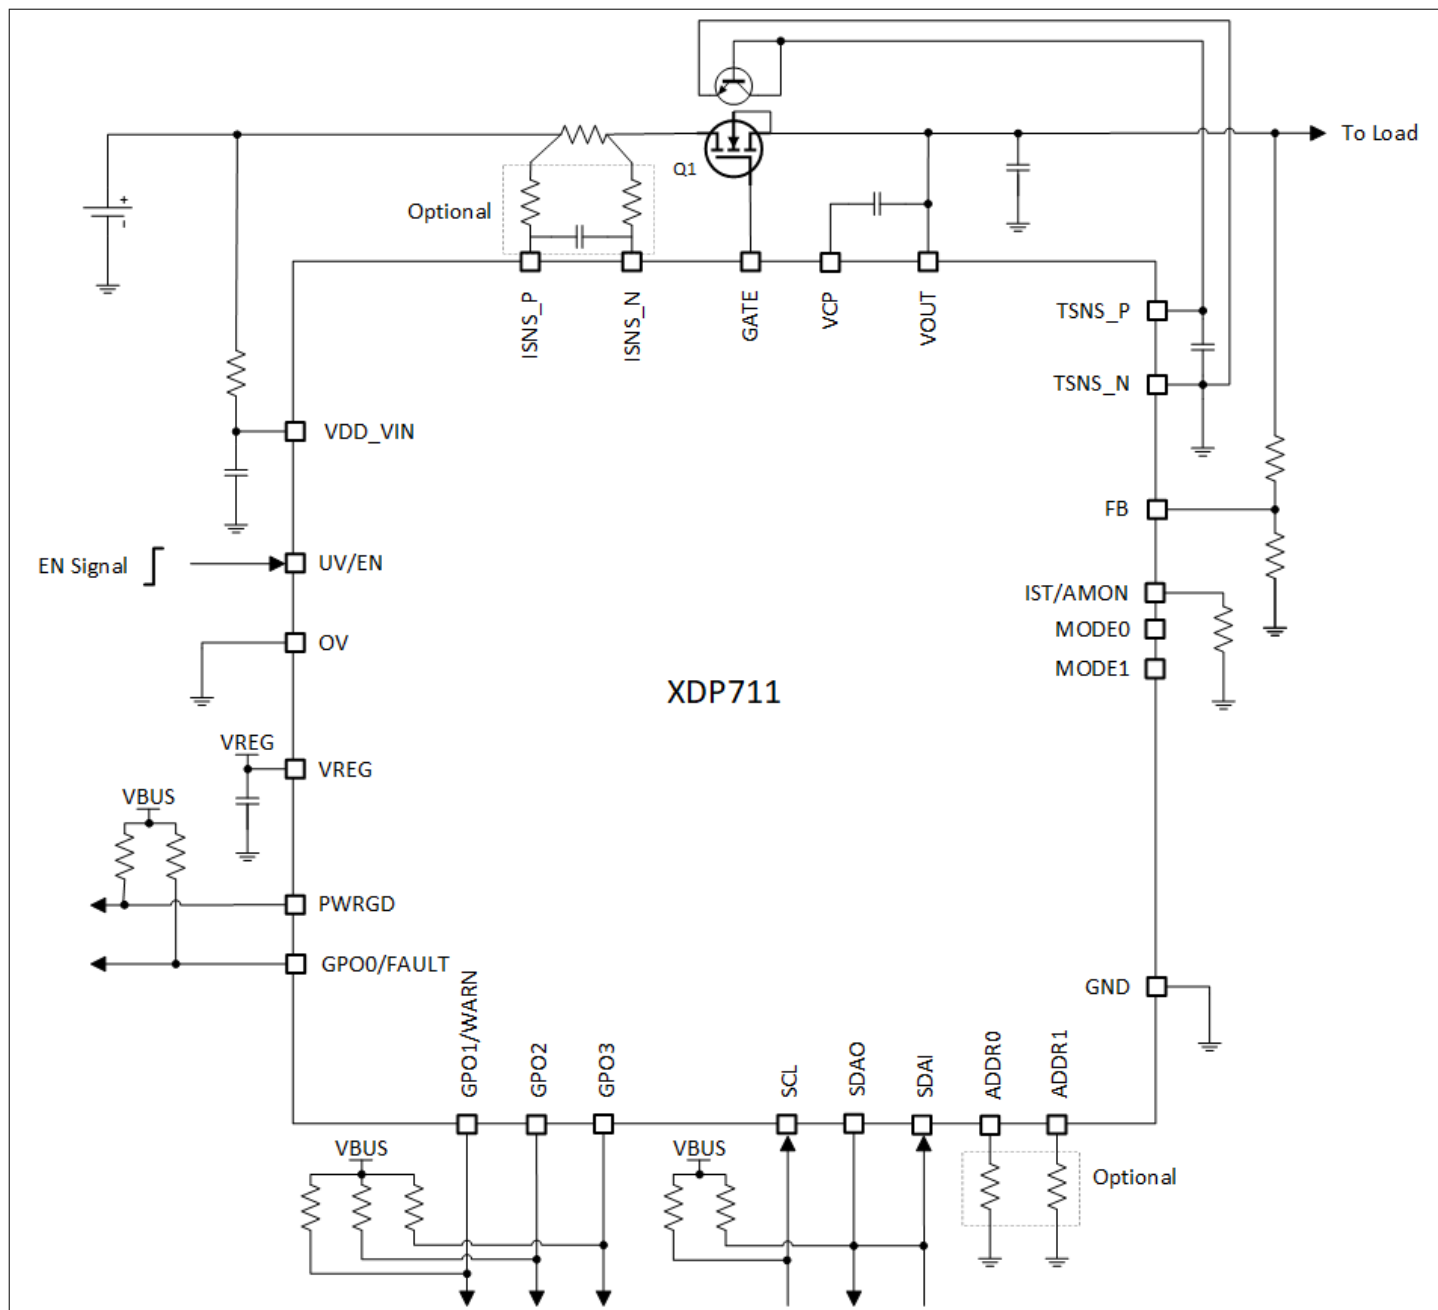 To Load
Q1
+
-
Optional
ISNS_P
ISNS_N
GATE
VCP
VOUT
TSNS_P
TSNS_N
VDD_VIN
FB
EN Signal
UV/EN
IST/AMON
MODE0
OV
MODE1
XDP711
VREG
VREG
VBUS
PWRGD
GPO0/FAULT
GND
GPO1/WARN
GPO2
GPO3
SCL
SDAO
SDAI
ADDR0
ADDR1
VBUS
VBUS
Optional